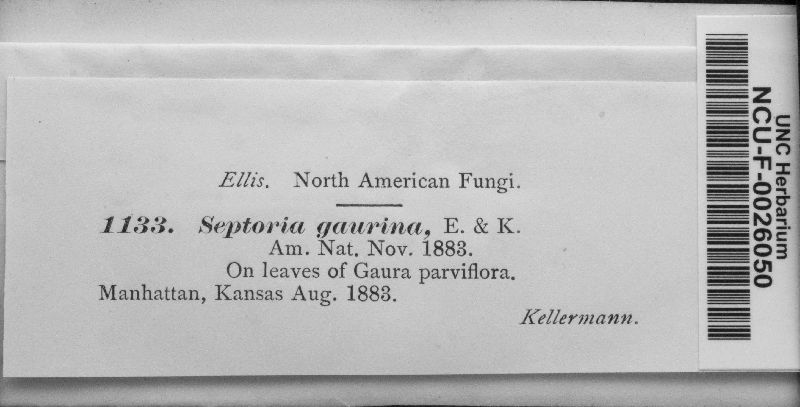 Ellis. North American Fungi.
1133. Septoria gaurina, E. & K.
Am. Nat. Nov. 1883.
On leaves of Gaura parviflora.
Manhattan, Kansas Aug. 1883.
Kellermann.
UNC Herbarium
NCU-F-0026050